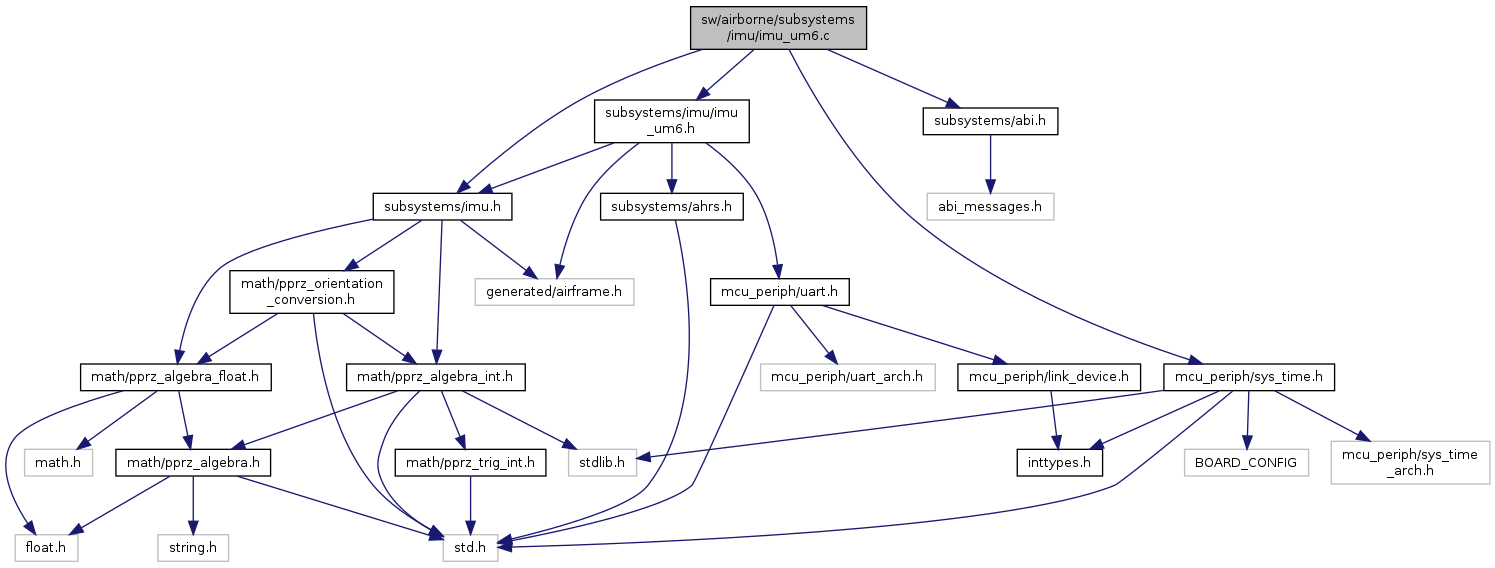 sw/airborne/subsystems
/imu/imu_um6.c
subsystems/imu/imu
_um6.h
subsystems/abi.h
subsystems/imu.h
subsystems/ahrs.h
abi_messages.h
math/pprz_orientation
_conversion.h
generated/airframe.h
mcu_periph/uart.h
math/pprz_algebra_float.h
math/pprz_algebra_int.h
mcu_periph/uart_arch.h
mcu_periph/link_device.h
mcu_periph/sys_time.h
math.h
math/pprz_algebra.h
math/pprz_trig_int.h
stdlib.h
inttypes.h
BOARD_CONFIG
mcu_periph/sys_time
_arch.h
float.h
string.h
std.h